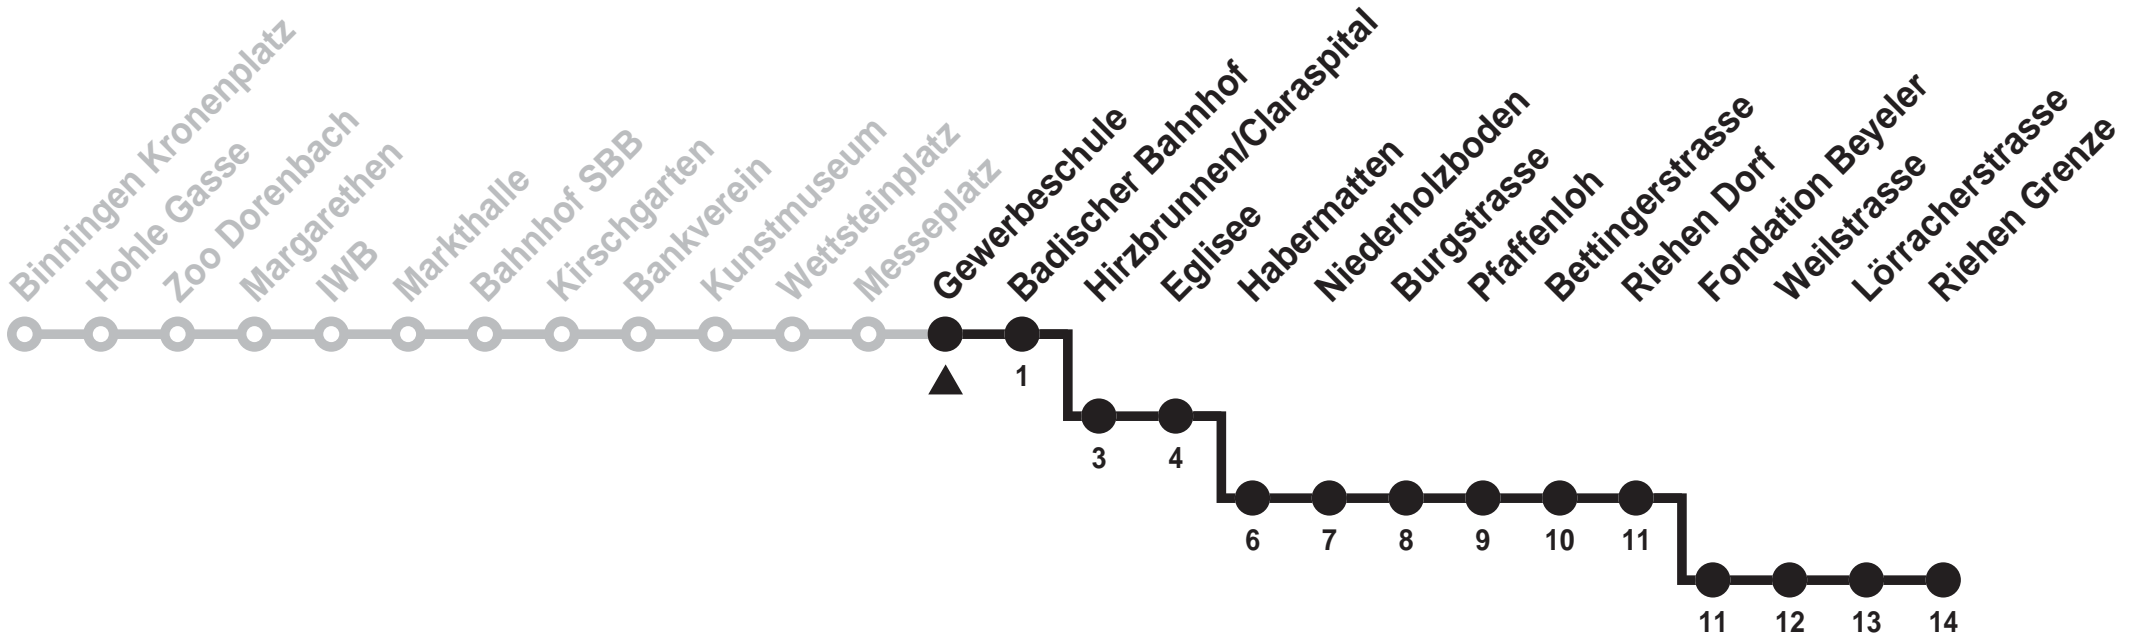 Binningen Kronenplatz
Hohle Gasse
Zoo Dorenbach
Margarethen
IWB
Markthalle
Bahnhof SBB
Kirschgarten
Bankverein
Kunstmuseum
Wettsteinplatz
Messeplatz
Gewerbeschule
Badischer Bahnhof
Hirzbrunnen/Claraspital
Eglisee
Habermatten
Niederholzboden
Burgstrasse
Pfaffenloh
Bettingerstrasse
Riehen Dorf
Fondation Beyeler
Weilstrasse
Lörracherstrasse
Riehen Grenze
1
3 4
6 7 8 9 10 11
11 12 13 14